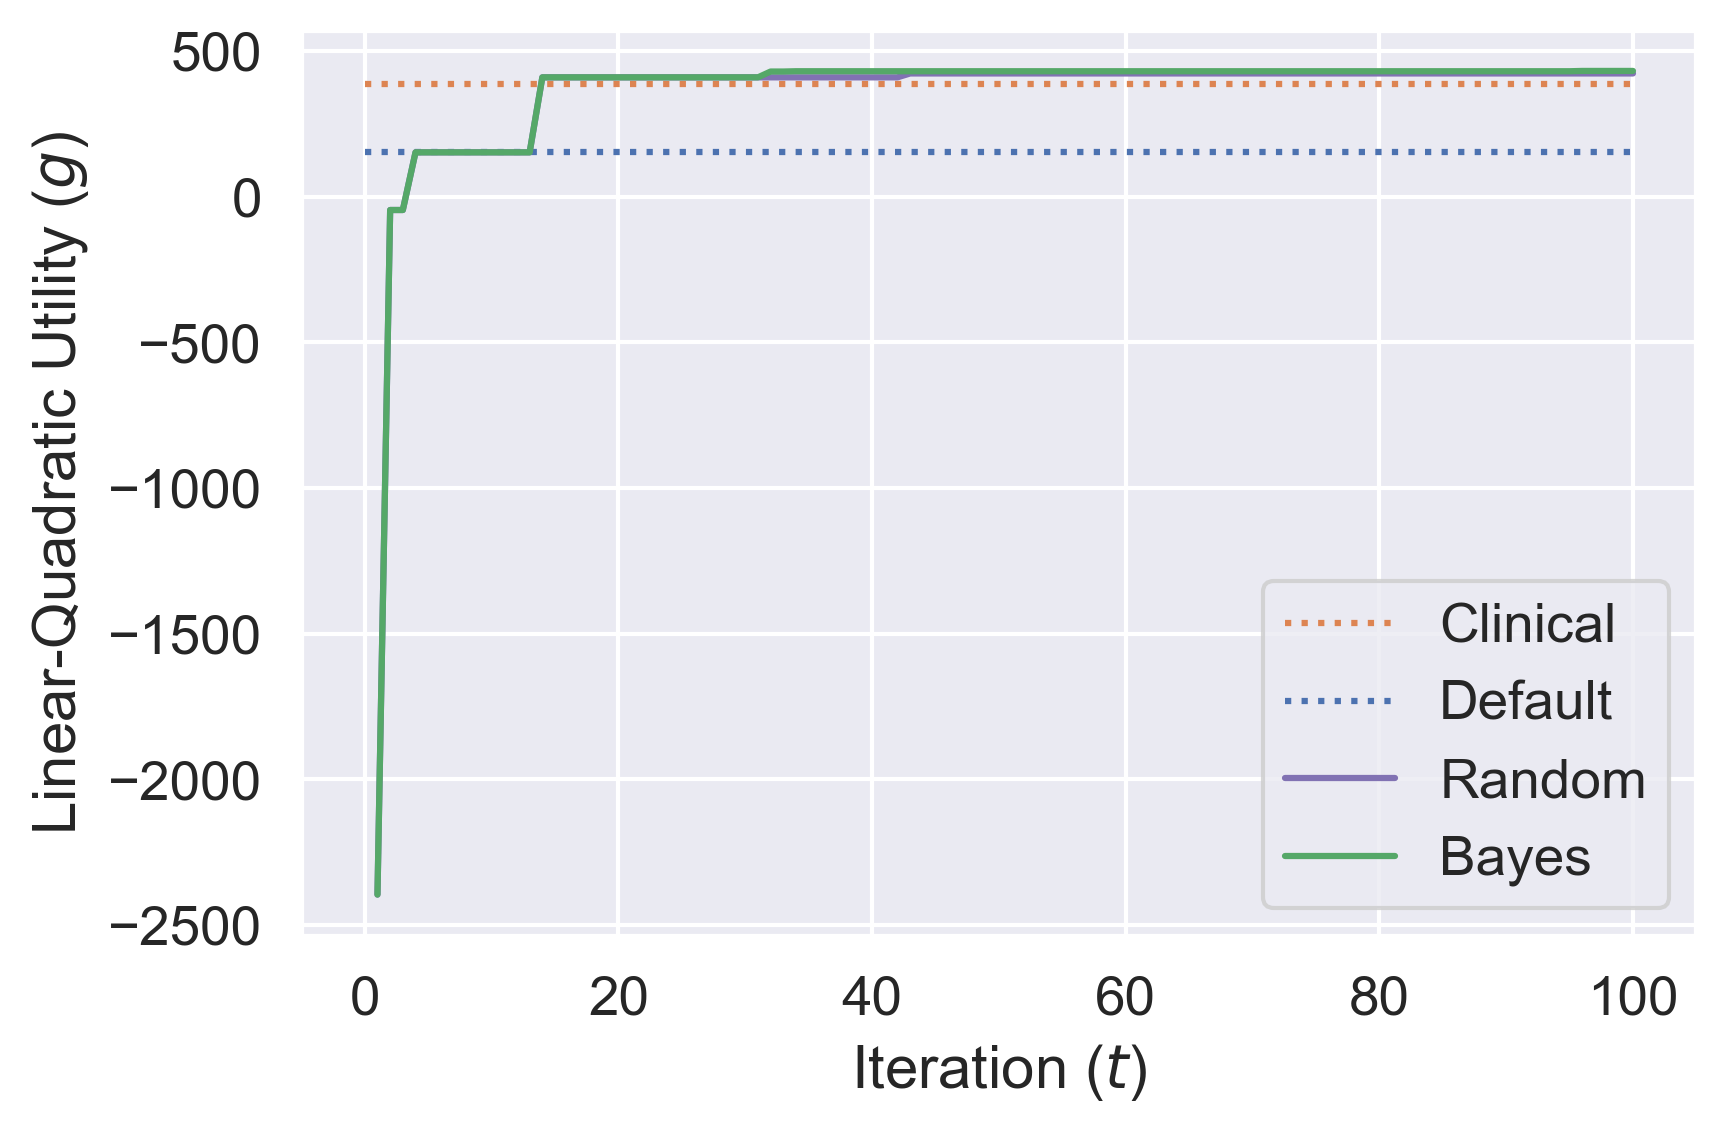 Linear-Quadratic Utility (g)
500
0
−500
−1000
−1500
−2000
−2500
0 20 40 60 80 100
Iteration (t)
Clinical
Default
Random
Bayes